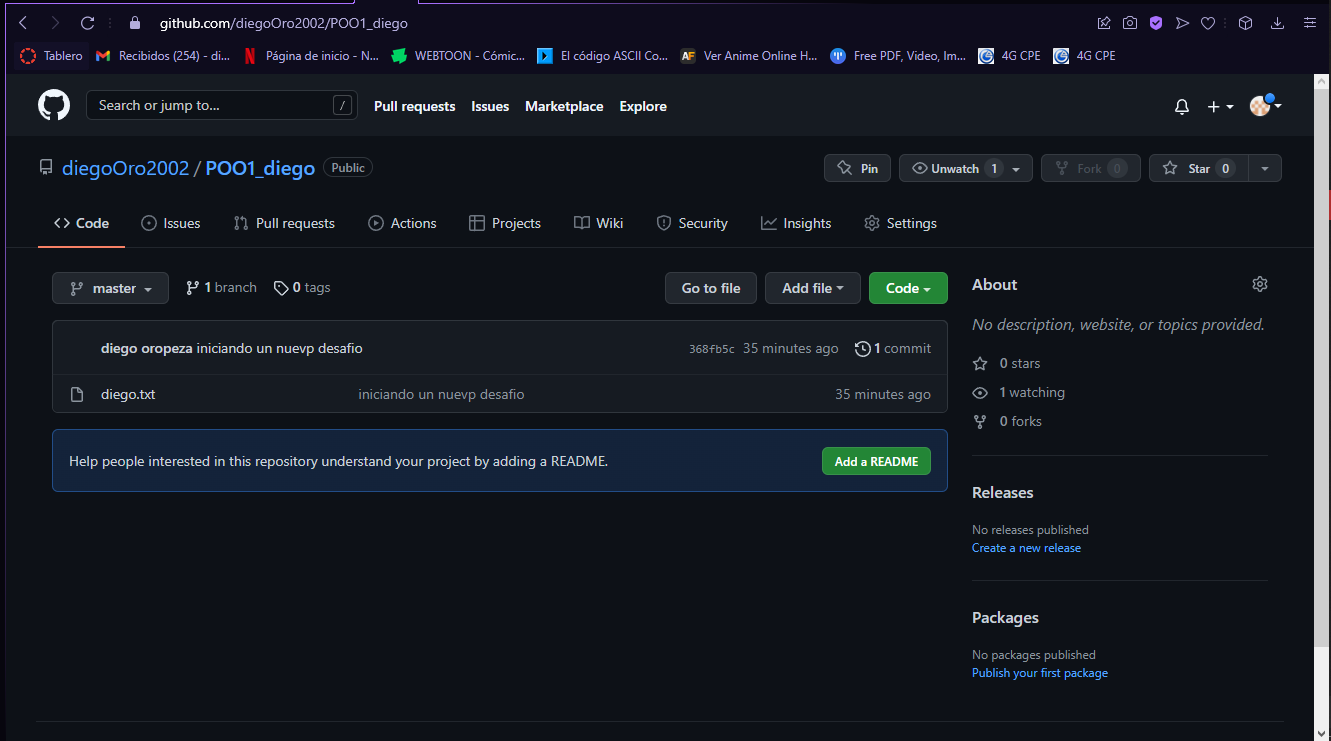 github.com/diegoOro2002/POO1_diego
Tablero Recibidos (254) - di... Página de inicio - N... WEBTOON - Cómic... El código ASCII Co... AF Ver Anime Online H... Free PDF, Video, Im... 4G CPE 4G CPE
Search or jump to... / Pull requests Issues Marketplace Explore
diegoOro2002 / POO1_diego Public Pin Unwatch 1 Fork 0 Star 0
Code Issues Pull requests Actions Projects Wiki Security Insights Settings
master 1 branch 0 tags Go to file Add file Code
diego oropeza iniciando un nuevp desafio 368fb5c 35 minutes ago 1 commit
diego.txt iniciando un nuevp desafio 35 minutes ago
Help people interested in this repository understand your project by adding a README. Add a README
About
No description, website, or topics provided.
0 stars
1 watching
0 forks
Releases
No releases published
Create a new release
Packages
No packages published
Publish your first package